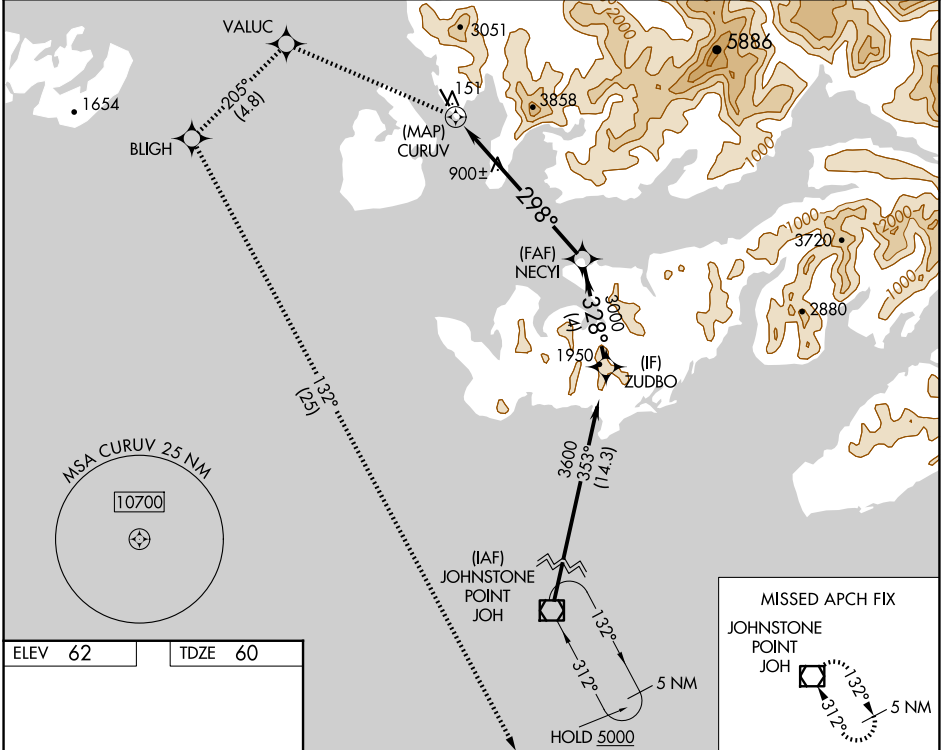 VALUC
3051
5886
1654
205°
(4.8)
151
3858
(MAP)
CURUV
BLIGH
900±
1000
298°
2000
(FAF)
NECYI
1000
2000
3720
1000
3000
328°
(4)
2880
1950
(IF)
ZUDBO
132°
(25)
MSA CURUV 25 NM
10700
3600
353°
(14.3)
(IAF)
JOHNSTONE
POINT
JOH
132°
312°
5 NM
HOLD 5000
MISSED APCH FIX
JOHNSTONE
POINT
JOH
132°
312°
5 NM
ELEV 62
TDZE 60